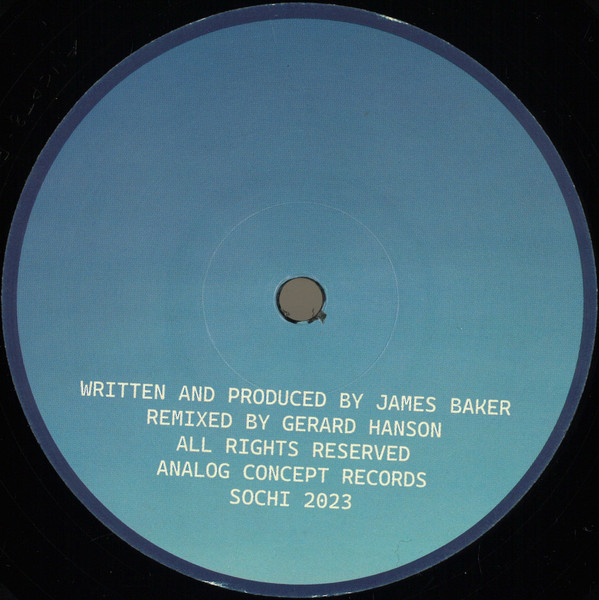 WRITTEN AND PRODUCED BY JAMES BAKER
REMIXED BY GERARD HANSON
ALL RIGHTS RESERVED
ANALOG CONCEPT RECORDS
SOCHI 2023